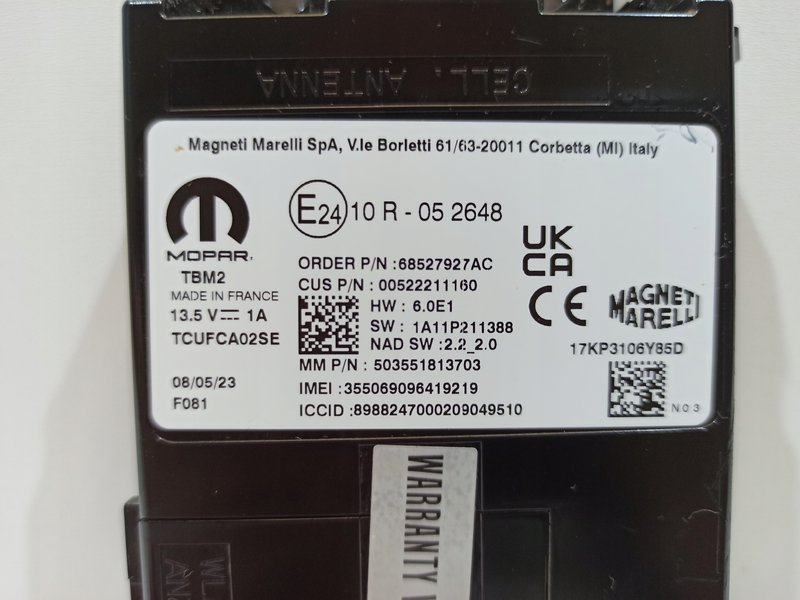 CELL. ANTENNA
Magneti Marelli SpA, V.le Borletti 61/63-20011 Corbetta (MI) Italy
E24 10 R - 05 2648
MOPAR
TBM2
MADE IN FRANCE
13.5 V⎓ 1A
TCUFCA02SE
08/05/23
F081
ORDER P/N :68527927AC
CUS P/N : 00522211160
HW : 6.0E1
SW : 1A11P211388
NAD SW :2.2_2.0
MM P/N : 503551813703
IMEI :355069096419219
ICCID :8988247000209049510
UK
CA
CE
MAGNETI
MARELLI
17KP3106Y85D
N.0 3
WARRANTY